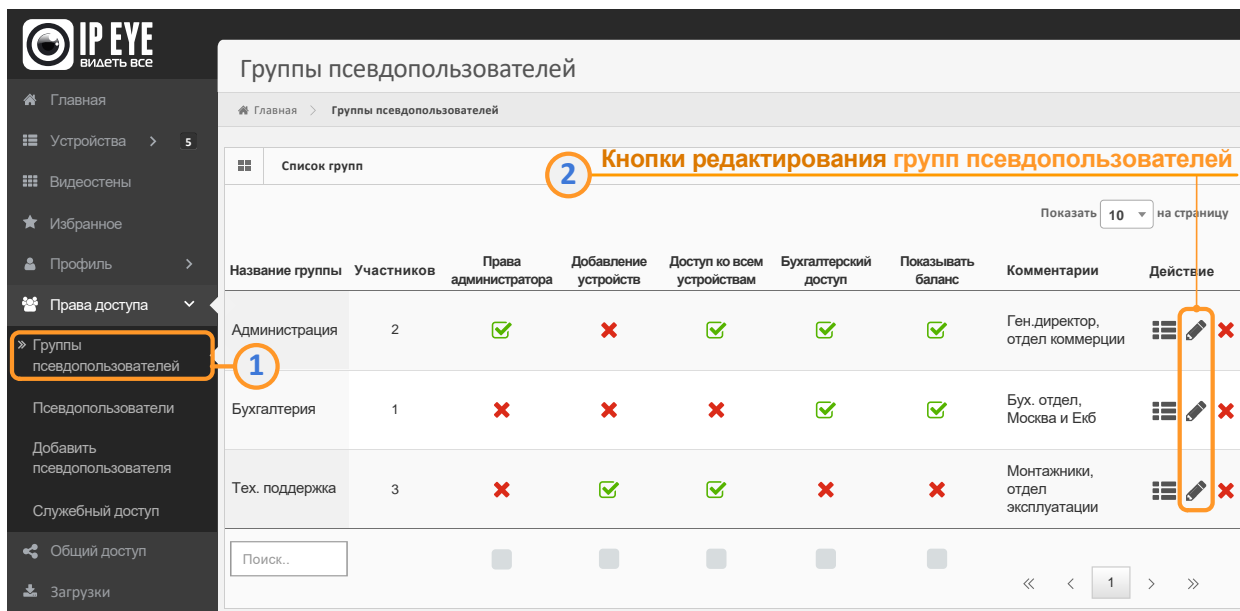 IP EYE
видеть все
Главная
Устройства 5
Видеостены
Избранное
Профиль
Права доступа
Группы
псевдопользователей
1
Псевдопользователи
Добавить
псевдопользователя
Служебный доступ
Общий доступ
Загрузки
Группы псевдопользователей
Главная > Группы псевдопользователей
Список групп
2 Кнопки редактирования групп псевдопользователей
Показать 10 на страницу
Название группы Участников Права администратора Добавление устройств Доступ ко всем устройствам Бухгалтерский доступ Показывать баланс Комментарии Действие
Администрация 2 Ген.директор,
отдел коммерции
Бухгалтерия 1 Бух. отдел,
Москва и Екб
Тех. поддержка 3 Монтажники,
отдел
эксплуатации
Поиск..
1